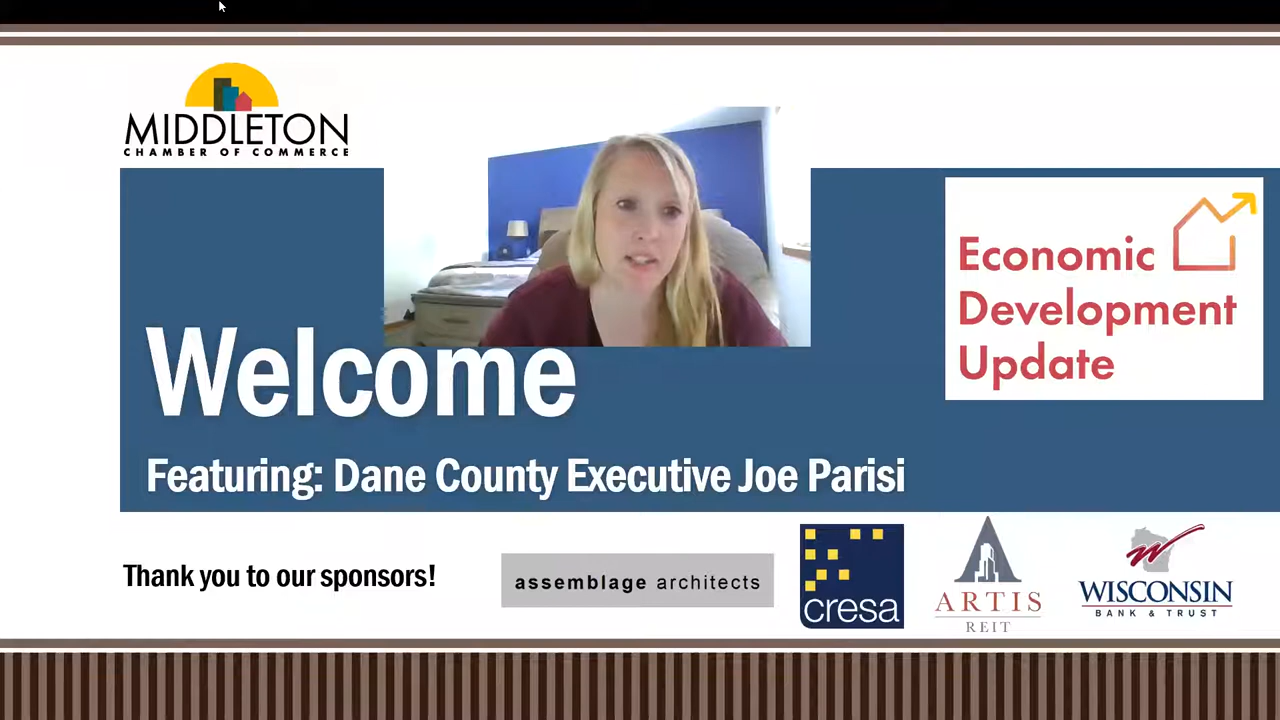 MIDDLETON
CHAMBER OF COMMERCE
Economic
Development
Update
Welcome
Featuring: Dane County Executive Joe Parisi
Thank you to our sponsors!
assemblage architects
cresa
ARTIS
REIT
W
WISCONSIN
BANK & TRUST